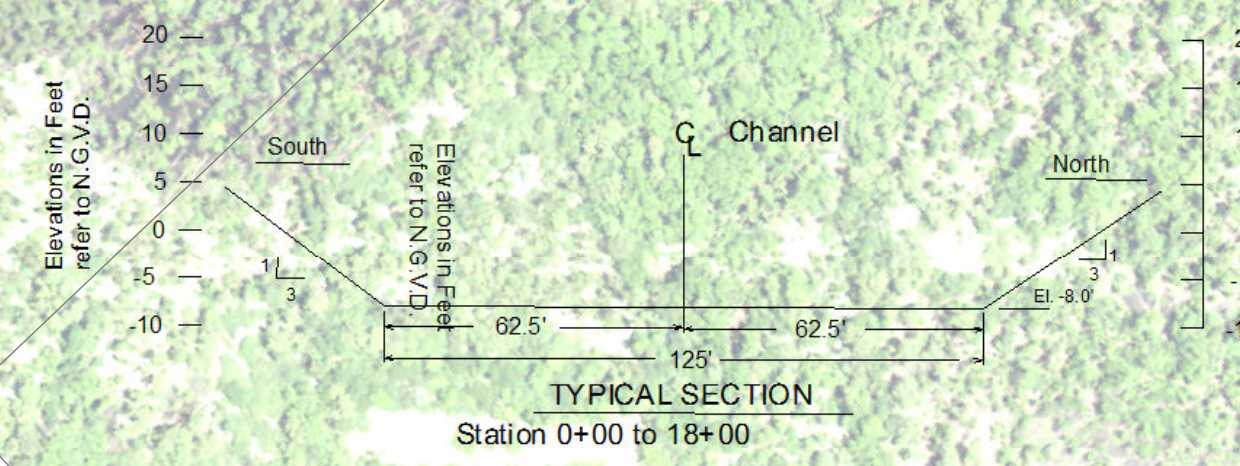 20
15
10
5
0
-5
-10
Elevations in Feet
refer to N.G.V.D.
South
1
3
Elevations in Feet
refer to N.G.V.D.
CL Channel
North
1
3
El. -8.0'
62.5'
62.5'
125'
TYPICAL SECTION
Station 0+00 to 18+00